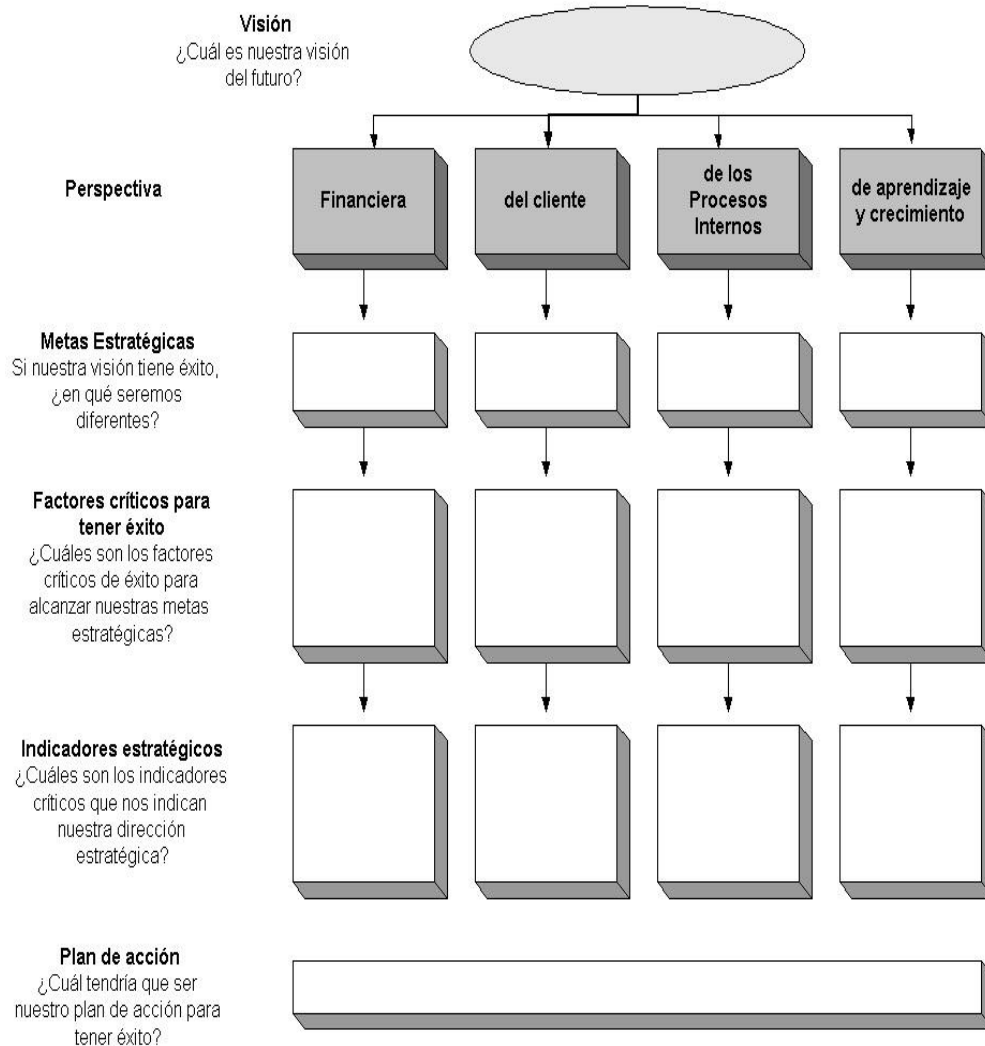 Visión
¿Cuál es nuestra visión
del futuro?
Perspectiva
Financiera
del cliente
de los
Procesos
Internos
de aprendizaje
y crecimiento
Metas Estratégicas
Si nuestra visión tiene éxito,
¿en qué seremos
diferentes?
Factores críticos para
tener éxito
¿Cuáles son los factores
críticos de éxito para
alcanzar nuestras metas
estratégicas?
Indicadores estratégicos
¿Cuáles son los indicadores
críticos que nos indican
nuestra dirección
estratégica?
Plan de acción
¿Cuál tendría que ser
nuestro plan de acción para
tener éxito?